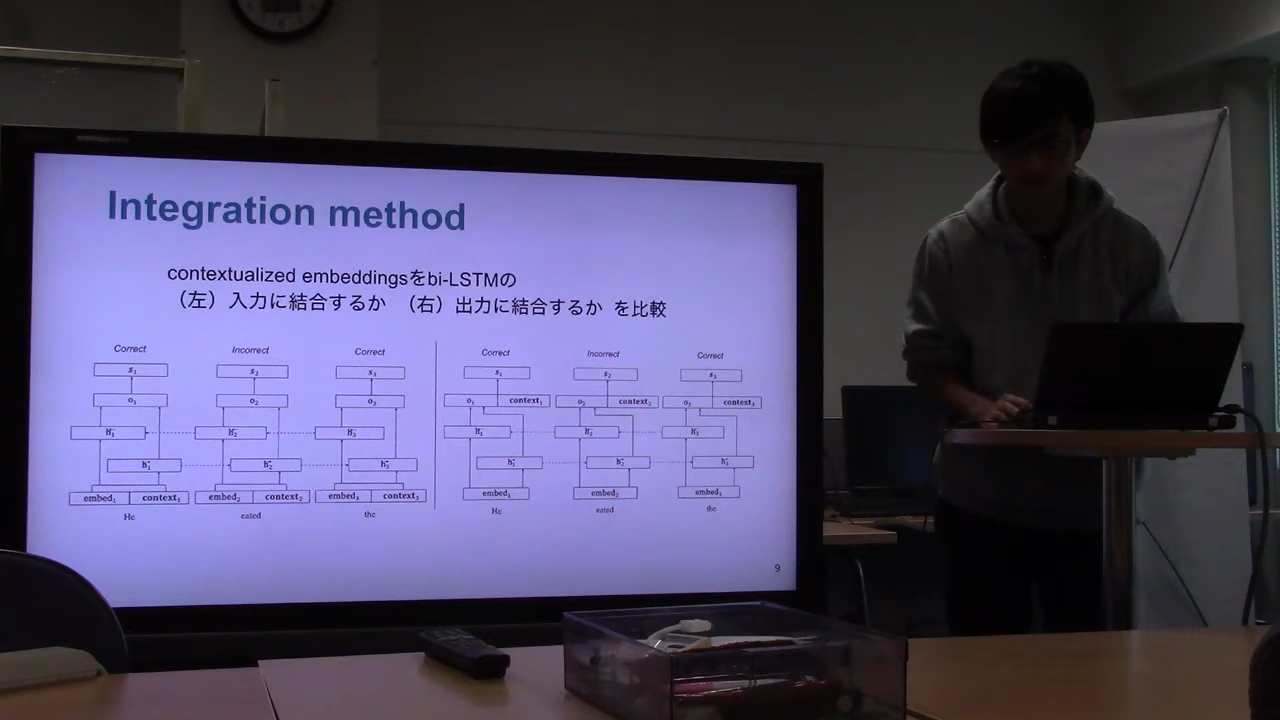 Integration method
contextualized embeddingsをbi-LSTMの
（左）入力に結合するか （右）出力に結合するか を比較
Correct Incorrect Correct Correct Incorrect Correct
s₁ s₂ s₃ s₁ s₂ s₃
o₁ o₂ o₃ o₁ context₁ o₂ context₂ o₃ context₃
embed₁ context₁ embed₂ context₂ embed₃ context₃ embed₁ embed₂ embed₃
He eated the He eated the
9